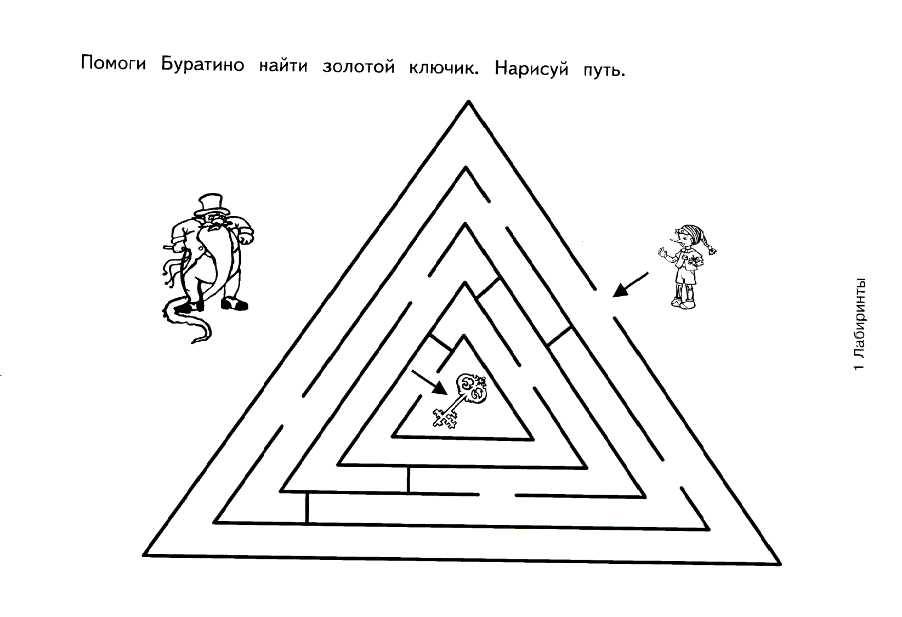 Помоги Буратино найти золотой ключик. Нарисуй путь.
1 Лабиринты